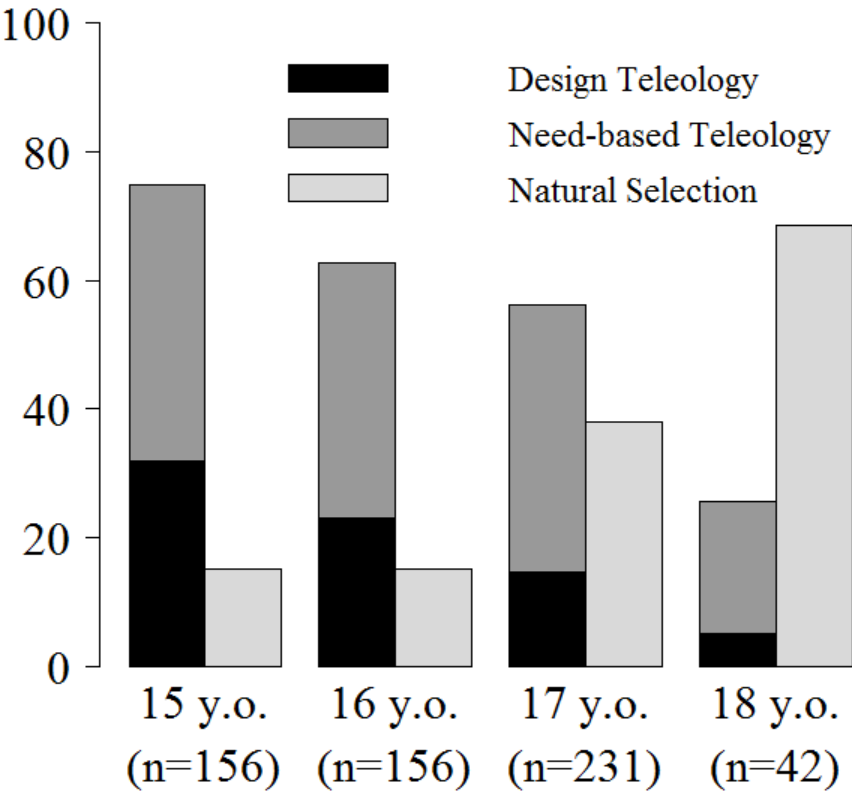 100
80
60
40
20
0
Design Teleology
Need-based Teleology
Natural Selection
15 y.o. 16 y.o. 17 y.o. 18 y.o.
(n=156) (n=156) (n=231) (n=42)